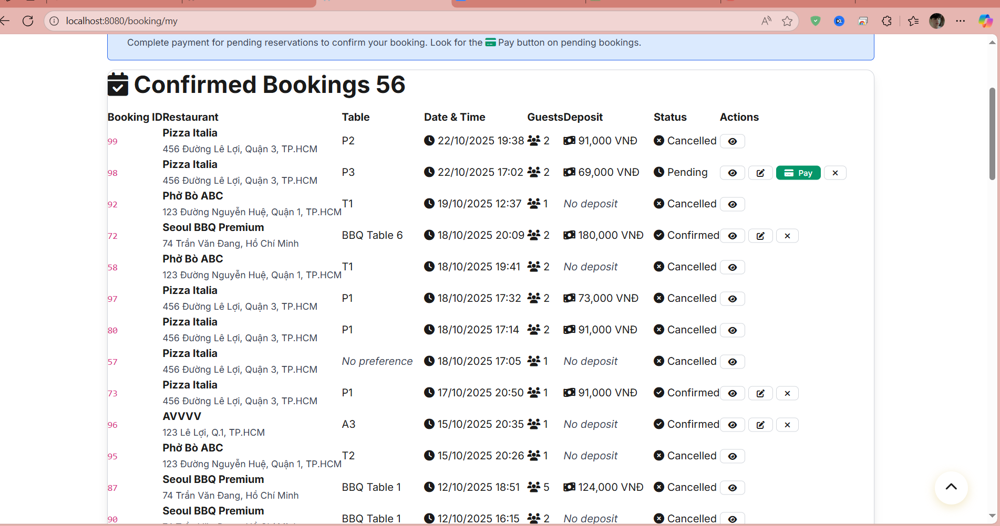 localhost:8080/booking/my
Complete payment for pending reservations to confirm your booking. Look for the Pay button on pending bookings.
Confirmed Bookings 56
Booking ID Restaurant Table Date & Time Guests Deposit Status Actions
Pizza Italia
99 P2 22/10/2025 19:38 2 91,000 VNĐ Cancelled
456 Đường Lê Lợi, Quận 3, TP.HCM
Pizza Italia
98 P3 22/10/2025 17:02 2 69,000 VNĐ Pending Pay
456 Đường Lê Lợi, Quận 3, TP.HCM
Phở Bò ABC
92 T1 19/10/2025 12:37 1 No deposit Cancelled
123 Đường Nguyễn Huệ, Quận 1, TP.HCM
Seoul BBQ Premium
72 BBQ Table 6 18/10/2025 20:09 2 180,000 VNĐ Confirmed
74 Trần Văn Đang, Hồ Chí Minh
Phở Bò ABC
58 T1 18/10/2025 19:41 2 No deposit Cancelled
123 Đường Nguyễn Huệ, Quận 1, TP.HCM
Pizza Italia
97 P1 18/10/2025 17:32 2 73,000 VNĐ Cancelled
456 Đường Lê Lợi, Quận 3, TP.HCM
Pizza Italia
80 P1 18/10/2025 17:14 2 91,000 VNĐ Cancelled
456 Đường Lê Lợi, Quận 3, TP.HCM
Pizza Italia
57 No preference 18/10/2025 17:05 1 No deposit Cancelled
456 Đường Lê Lợi, Quận 3, TP.HCM
Pizza Italia
73 P1 17/10/2025 20:50 1 91,000 VNĐ Confirmed
456 Đường Lê Lợi, Quận 3, TP.HCM
AVVVV
96 A3 15/10/2025 20:35 1 No deposit Confirmed
123 Lê Lợi, Q.1, TP.HCM
Phở Bò ABC
95 T2 15/10/2025 20:26 1 No deposit Cancelled
123 Đường Nguyễn Huệ, Quận 1, TP.HCM
Seoul BBQ Premium
87 BBQ Table 1 12/10/2025 18:51 5 124,000 VNĐ Cancelled
74 Trần Văn Đang, Hồ Chí Minh
Seoul BBQ Premium
90 BBQ Table 1 12/10/2025 16:15 2 No deposit Cancelled